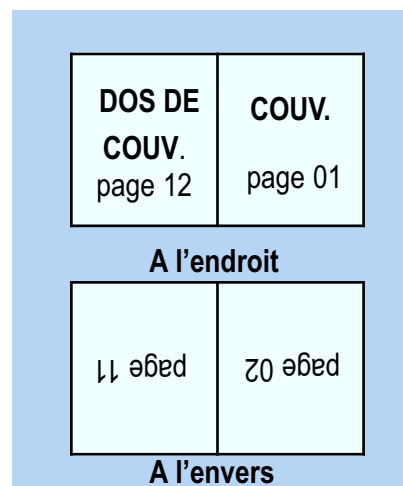 DOS DE
COUV.
page 12
COUV.
page 01
A l'endroit
page 11
page 02
A l'envers